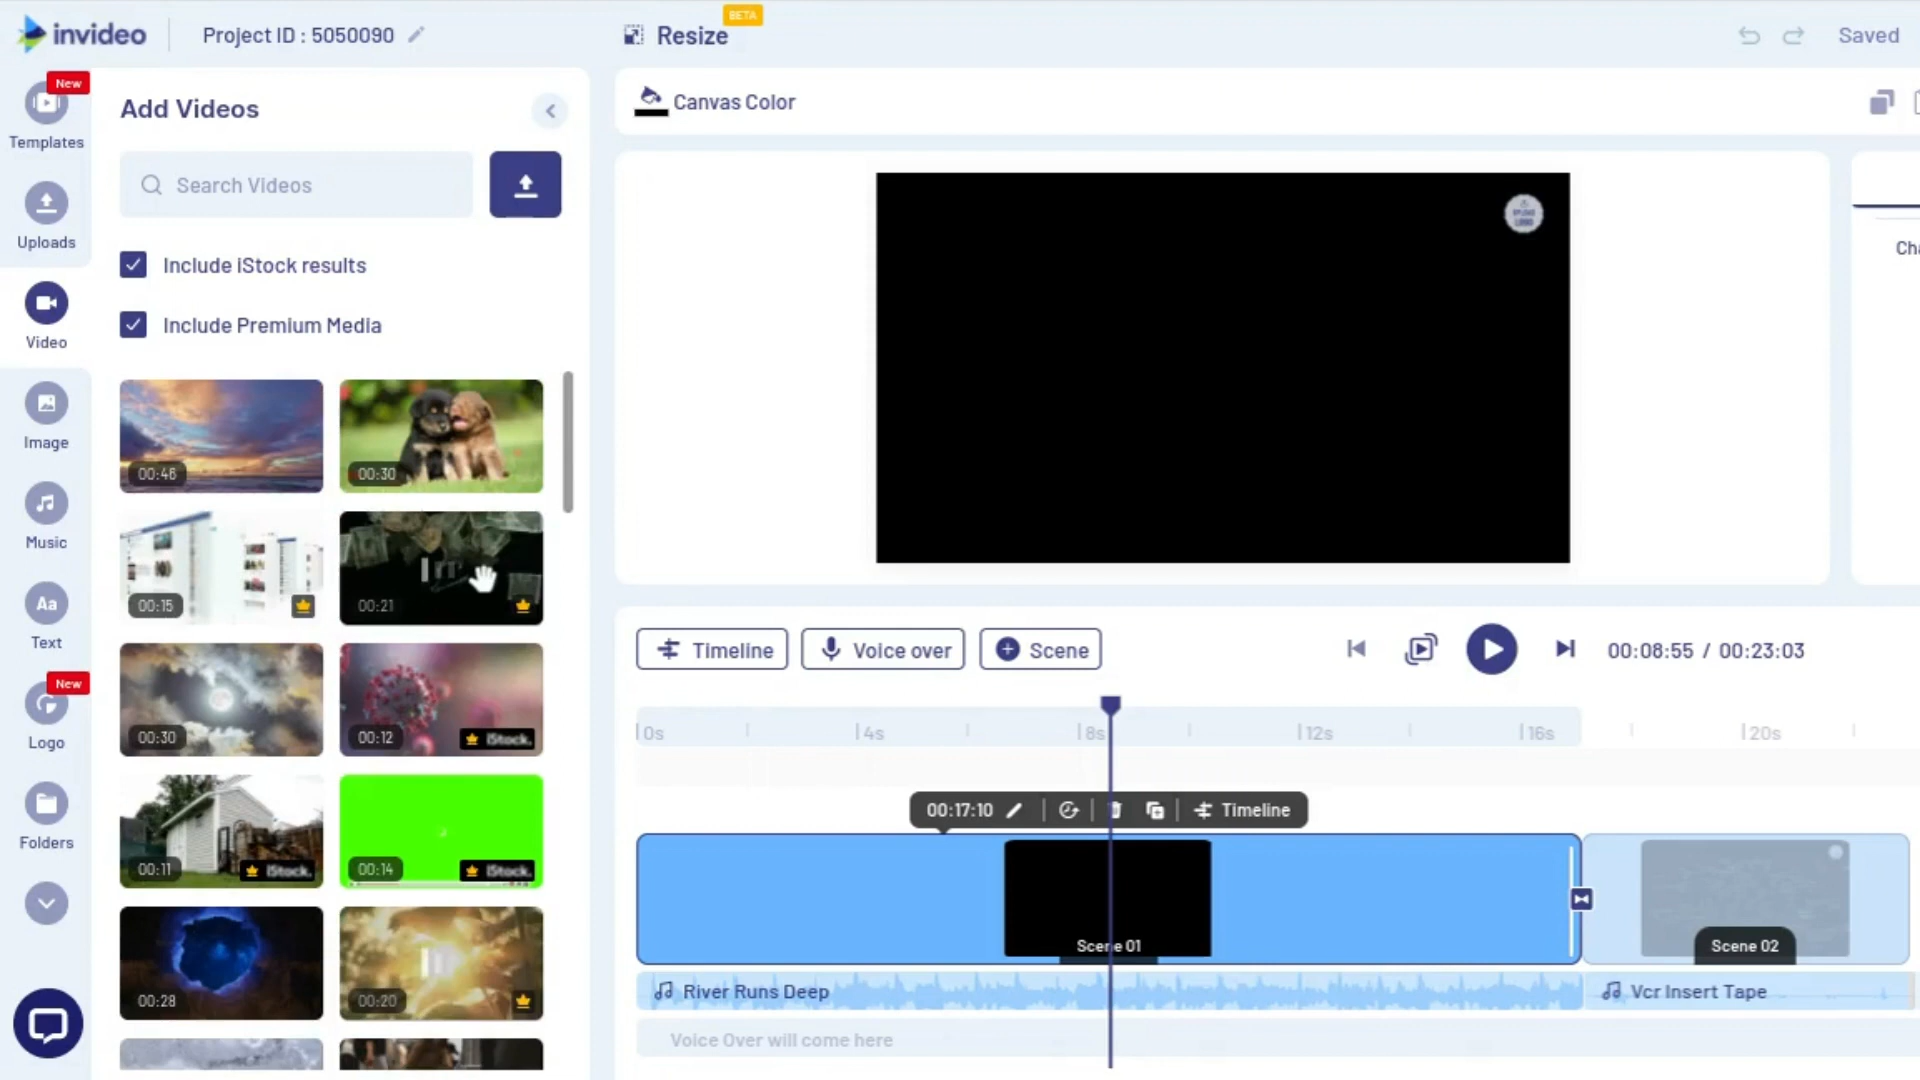 invideo
Project ID : 5050090
BETA
Resize
Saved
New
Templates
Uploads
Video
Image
Music
Text
New
Logo
Folders
Add Videos
Search Videos
Include iStock results
Include Premium Media
00:46
00:30
00:15
00:21
00:30
00:12
iStock.
00:11
iStock.
00:14
iStock.
00:28
00:20
Canvas Color
UPLOAD
LOGO
Cha
Timeline
Voice over
Scene
00:08:55 / 00:23:03
0s
4s
8s
12s
16s
20s
00:17:10
Timeline
Scene 01
Scene 02
River Runs Deep
Vcr Insert Tape
Voice Over will come here
Aa